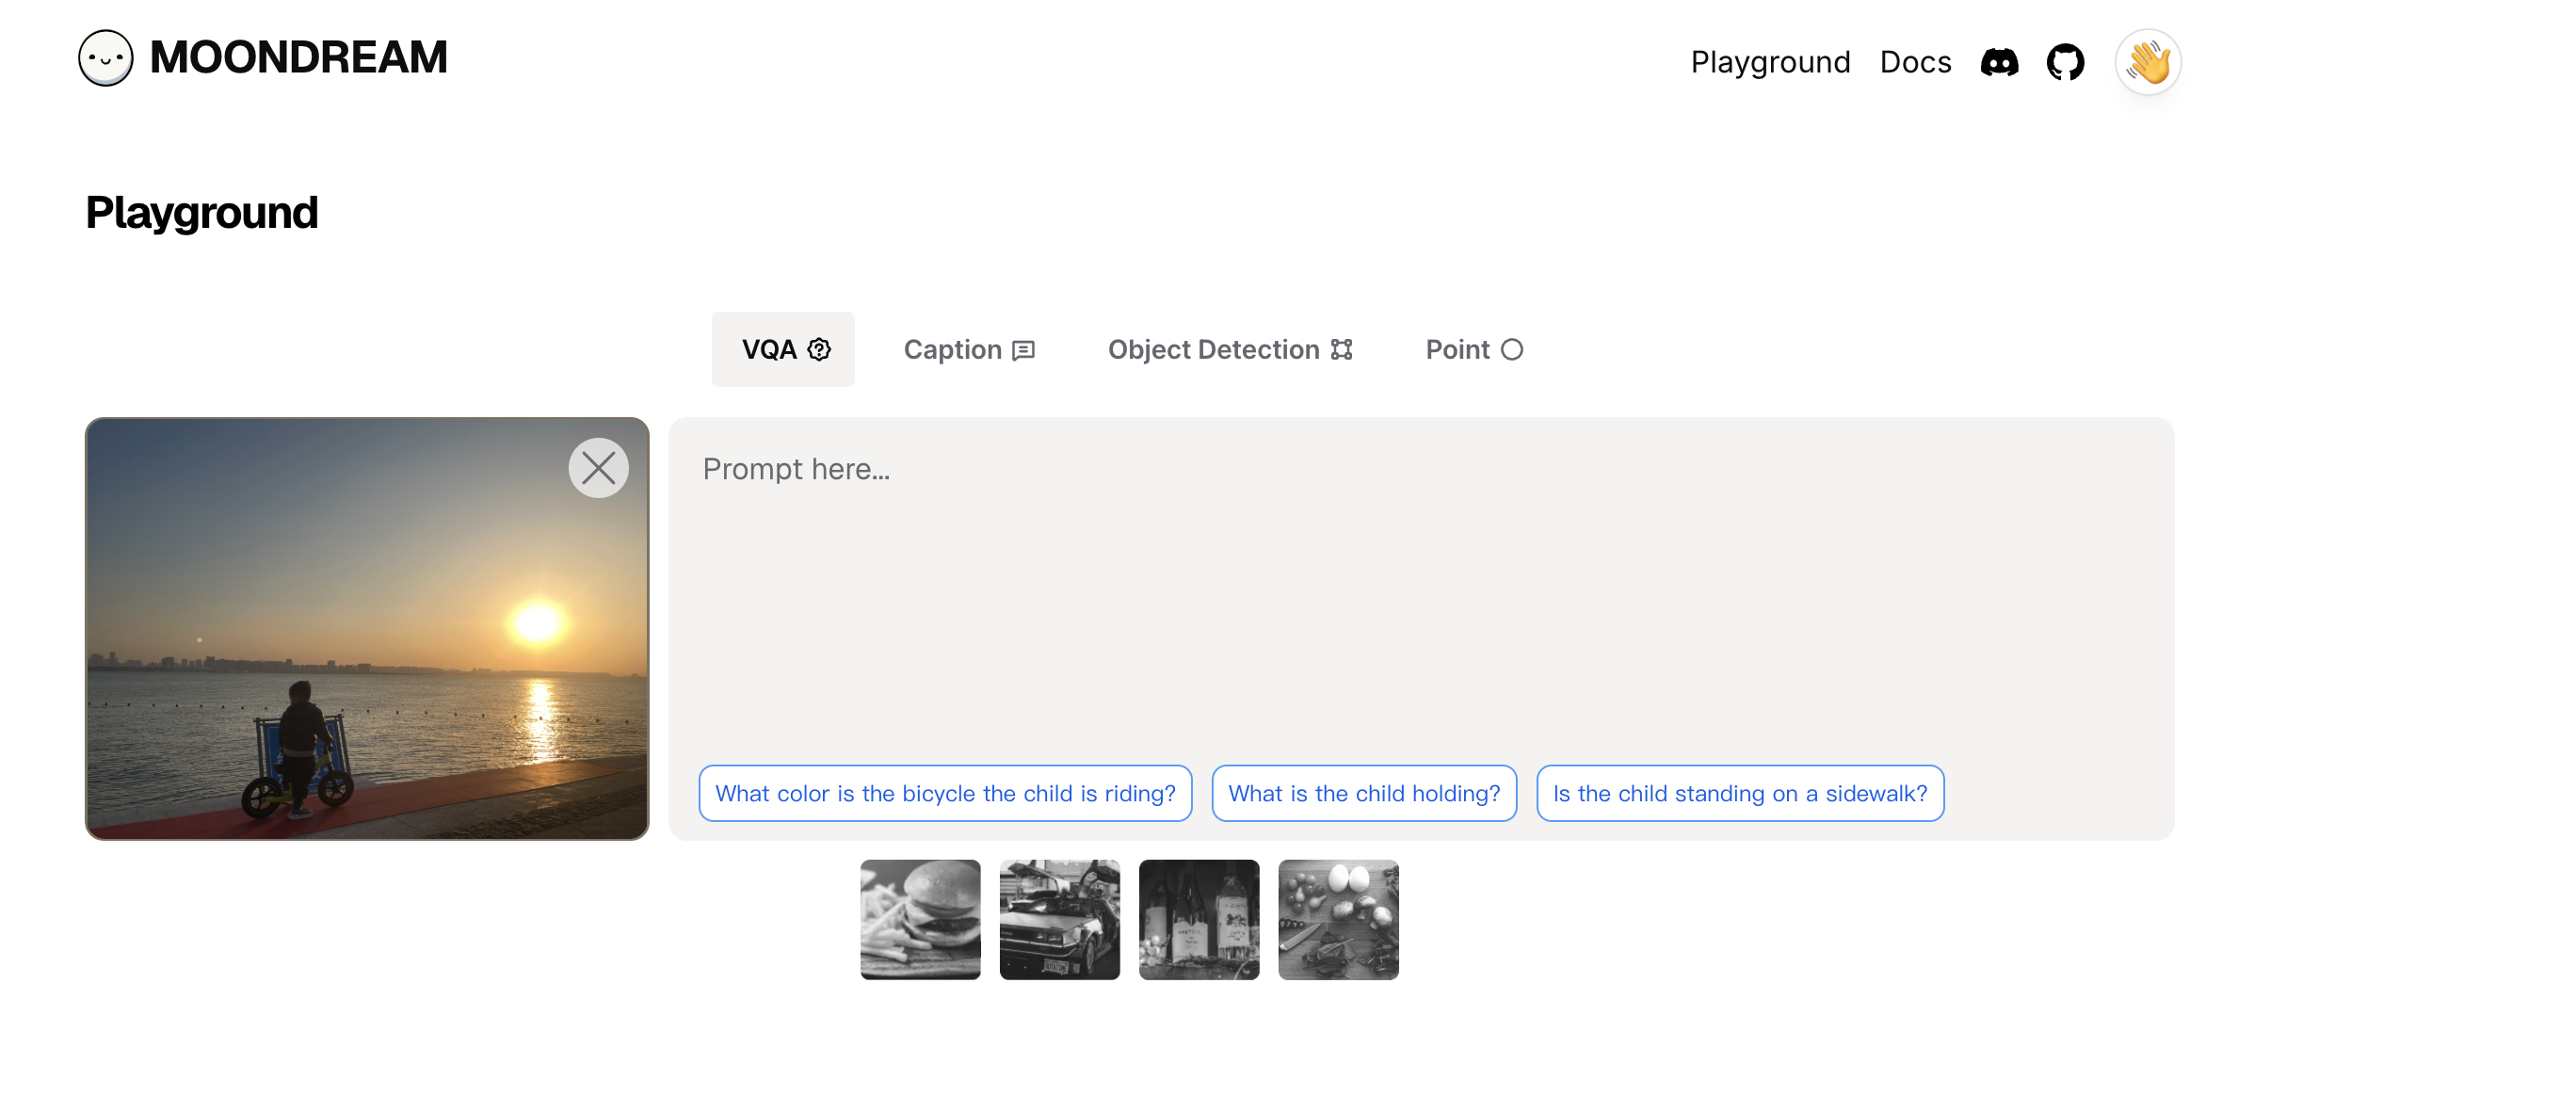 MOONDREAM
Playground Docs
Playground
VQA Caption Object Detection Point
Prompt here...
What color is the bicycle the child is riding? What is the child holding? Is the child standing on a sidewalk?